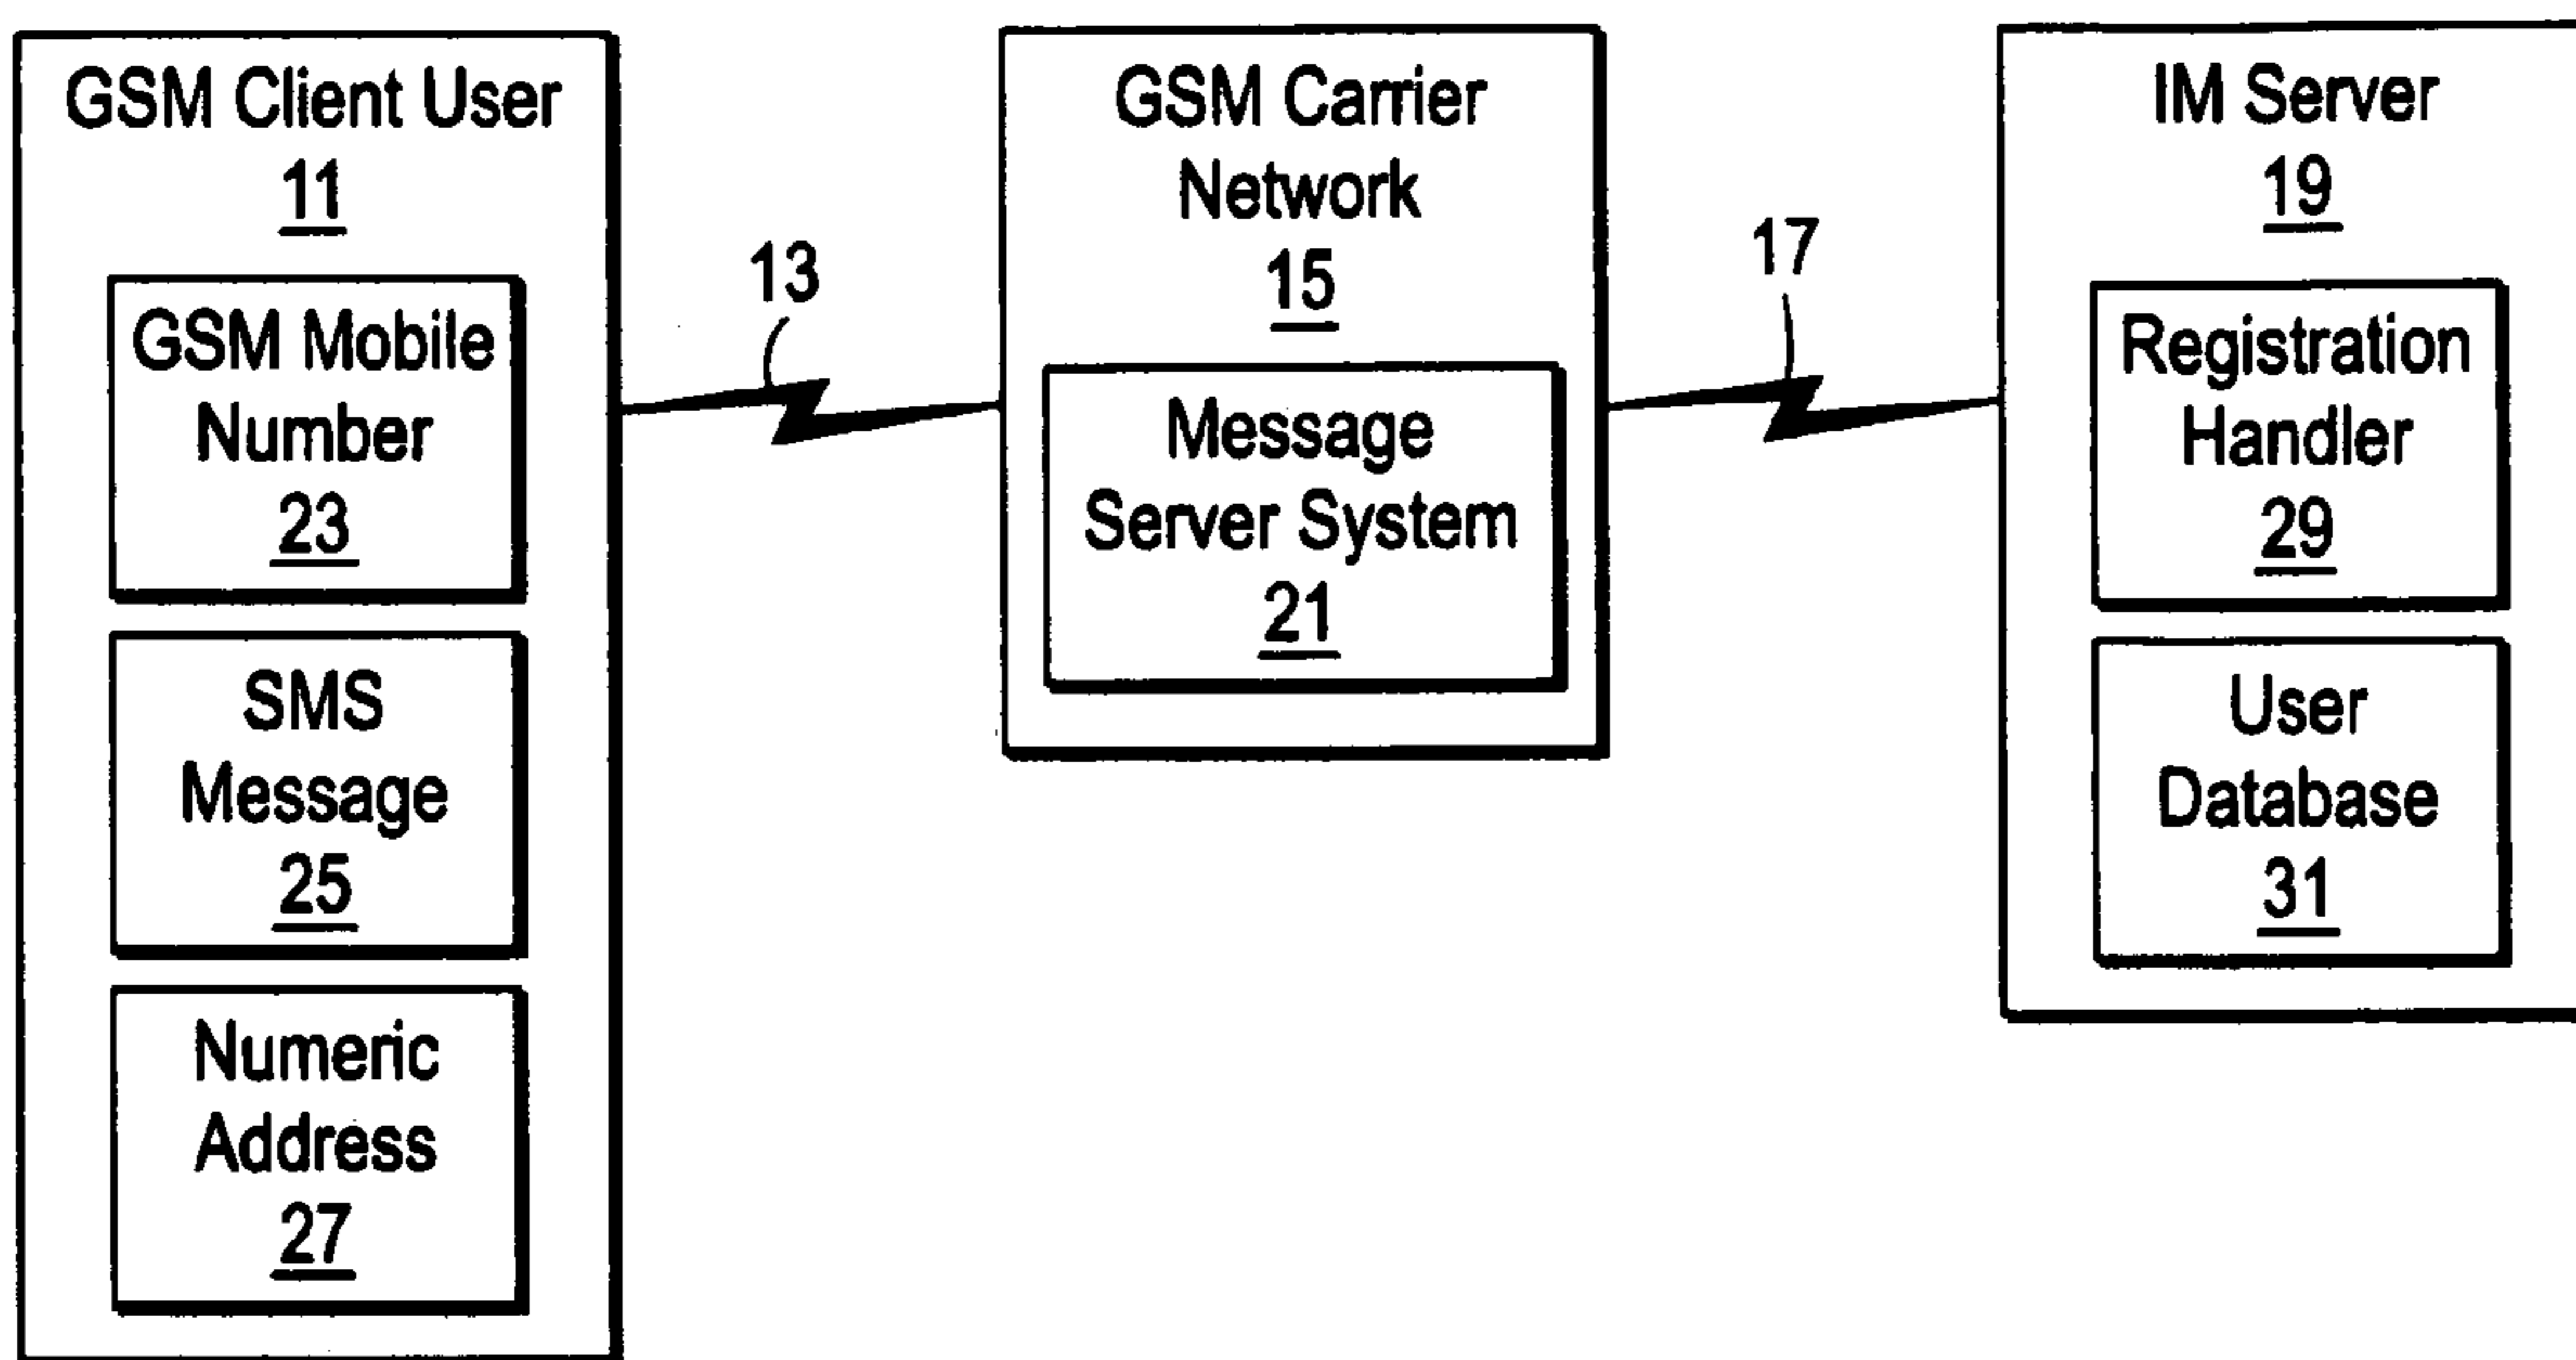 GSM Client User
11
GSM Mobile
Number
23
SMS
Message
25
Numeric
Address
27
13
GSM Carrier
Network
15
Message
Server System
21
17
IM Server
19
Registration
Handler
29
User
Database
31